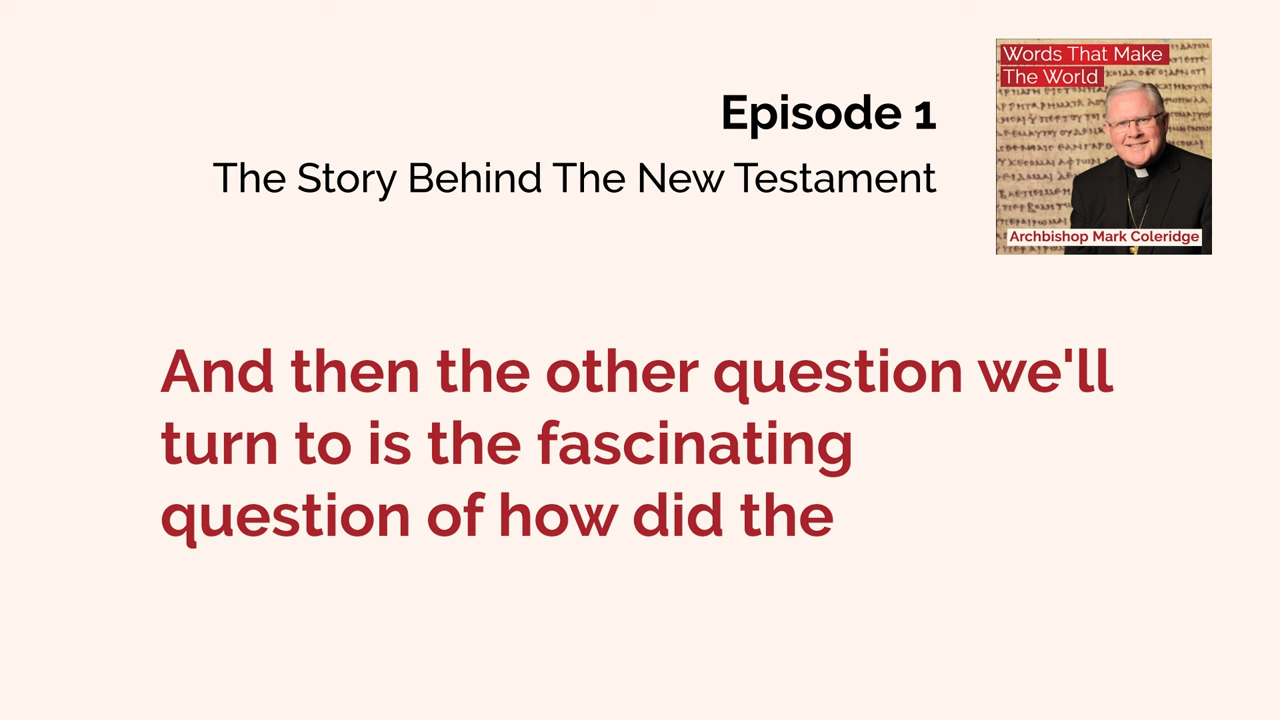 Episode 1
The Story Behind The New Testament
Words That Make
The World
Archbishop Mark Coleridge
And then the other question we'll
turn to is the fascinating
question of how did the